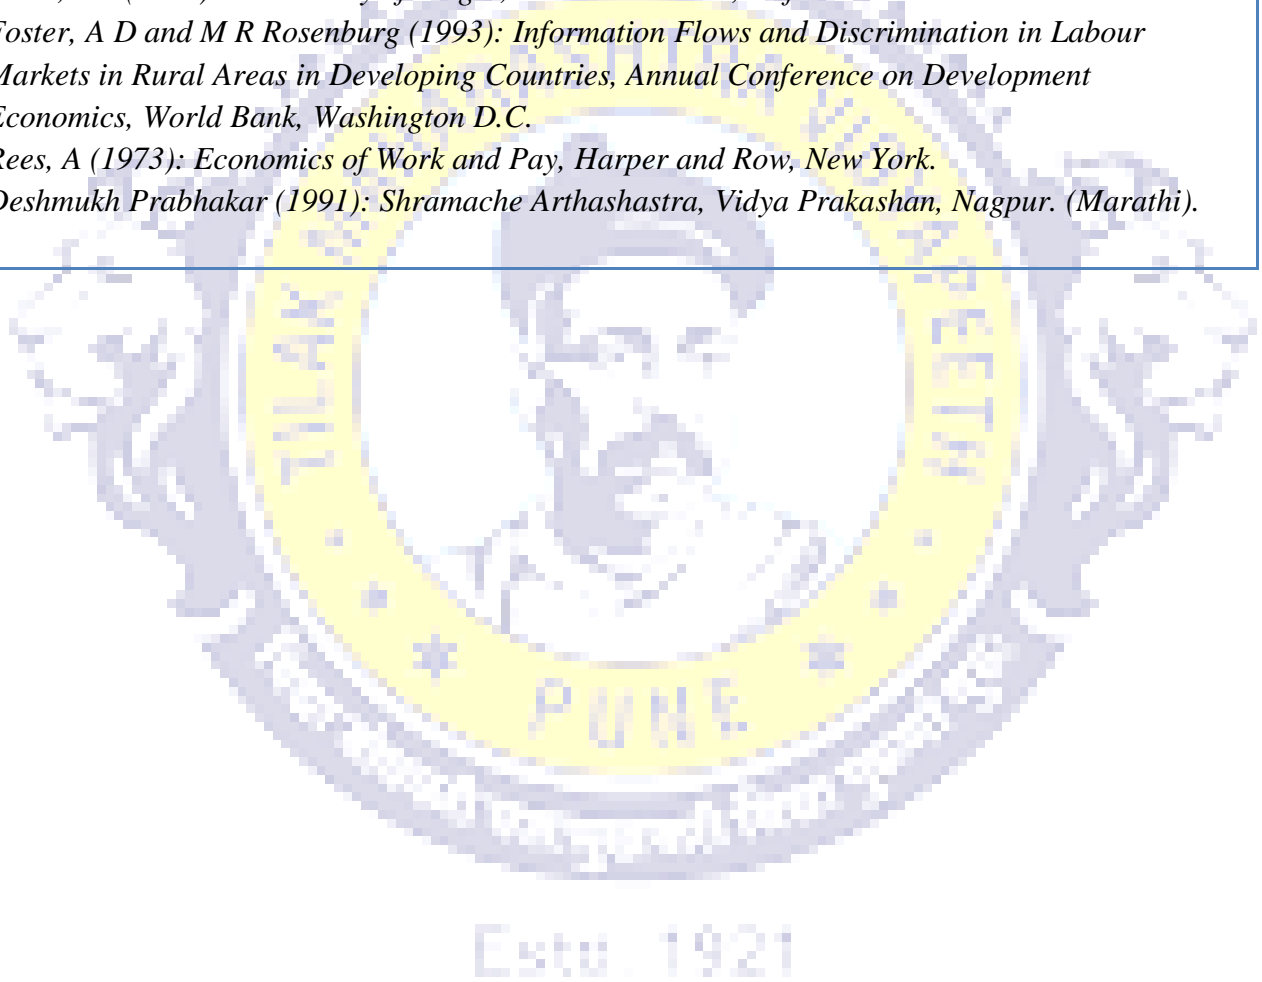 Foster, A D and M R Rosenburg (1993): Information Flows and Discrimination in Labour
Markets in Rural Areas in Developing Countries, Annual Conference on Development
Economics, World Bank, Washington D.C.
Rees, A (1973): Economics of Work and Pay, Harper and Row, New York.
Deshmukh Prabhakar (1991): Shramache Arthashastra, Vidya Prakashan, Nagpur. (Marathi).
TILAK MAHARASHTRA VIDYAPEETH
PUNE
Estd. 1921